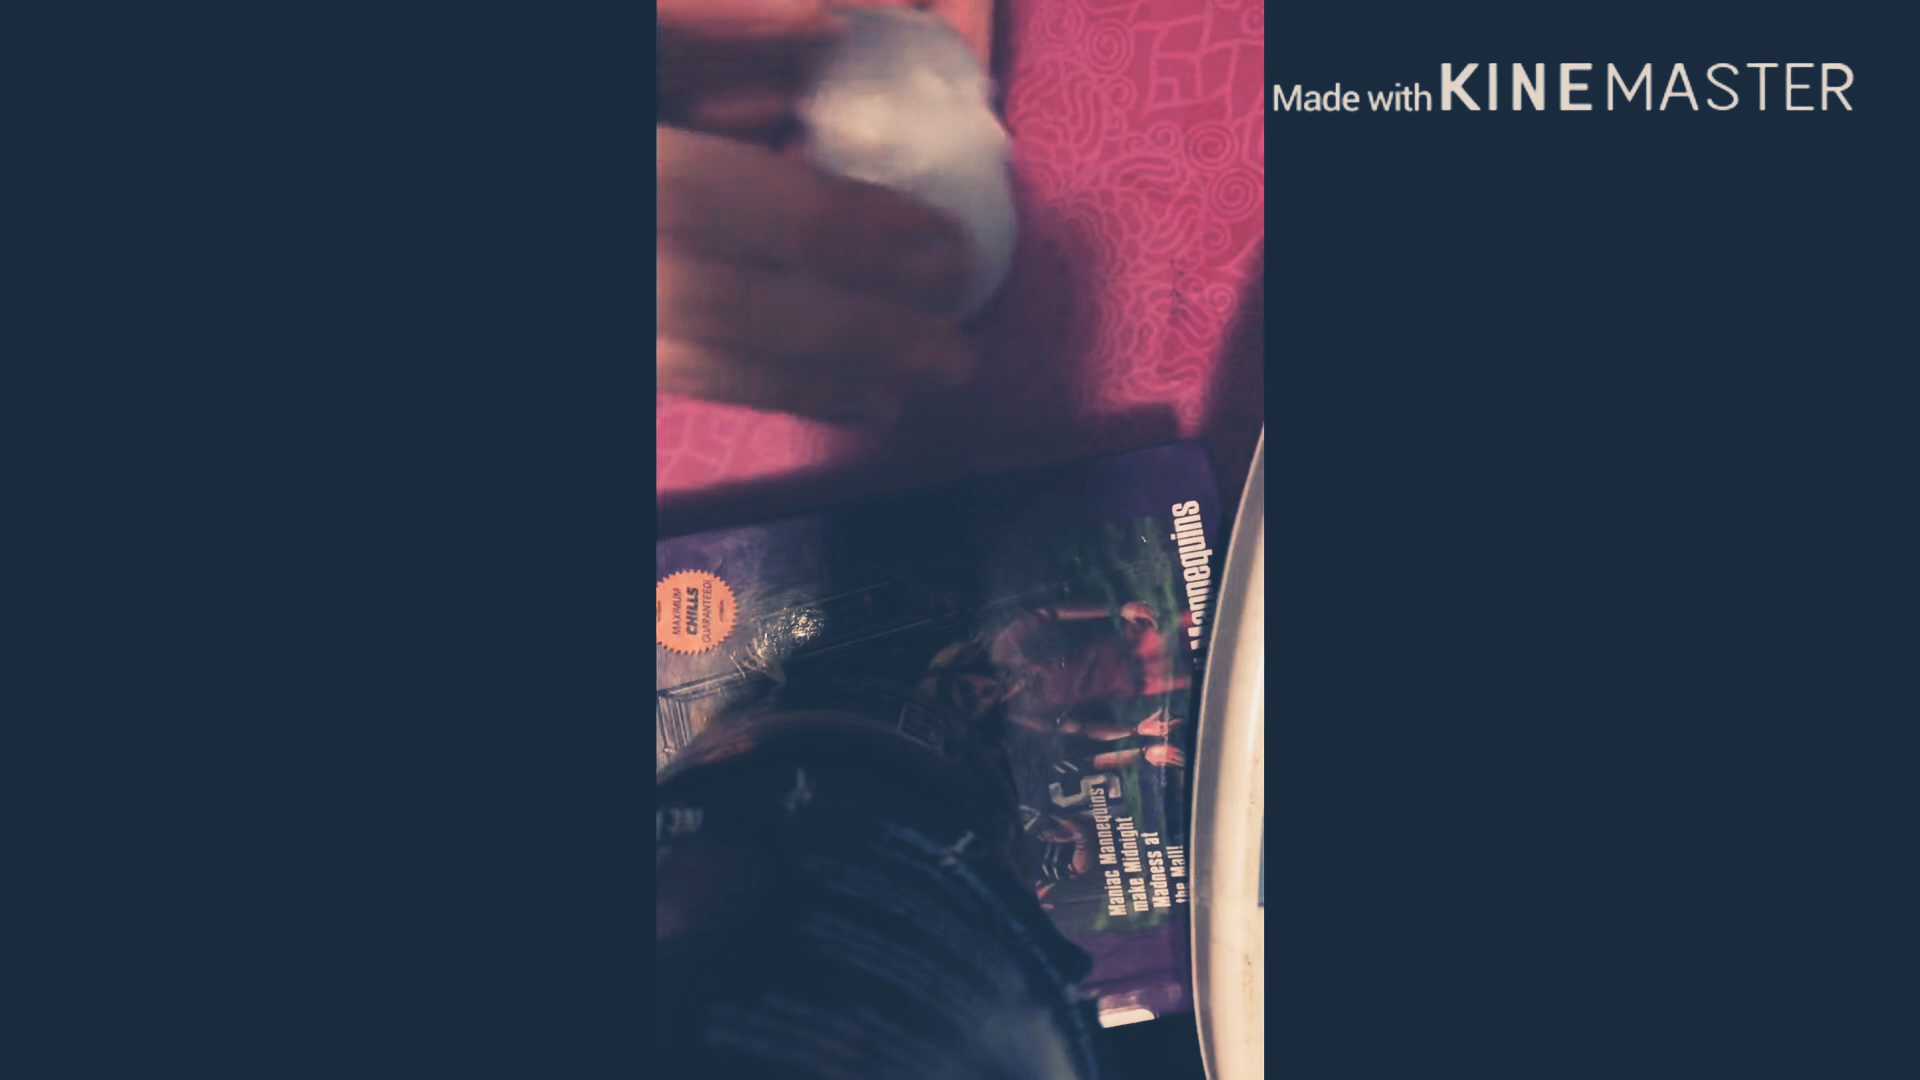 Made with KINEMASTER
Mannequins
MAXIMUM
CHILLS
GUARANTEED!
Maniac Mannequins
make Midnight
Madness at
the Mall!